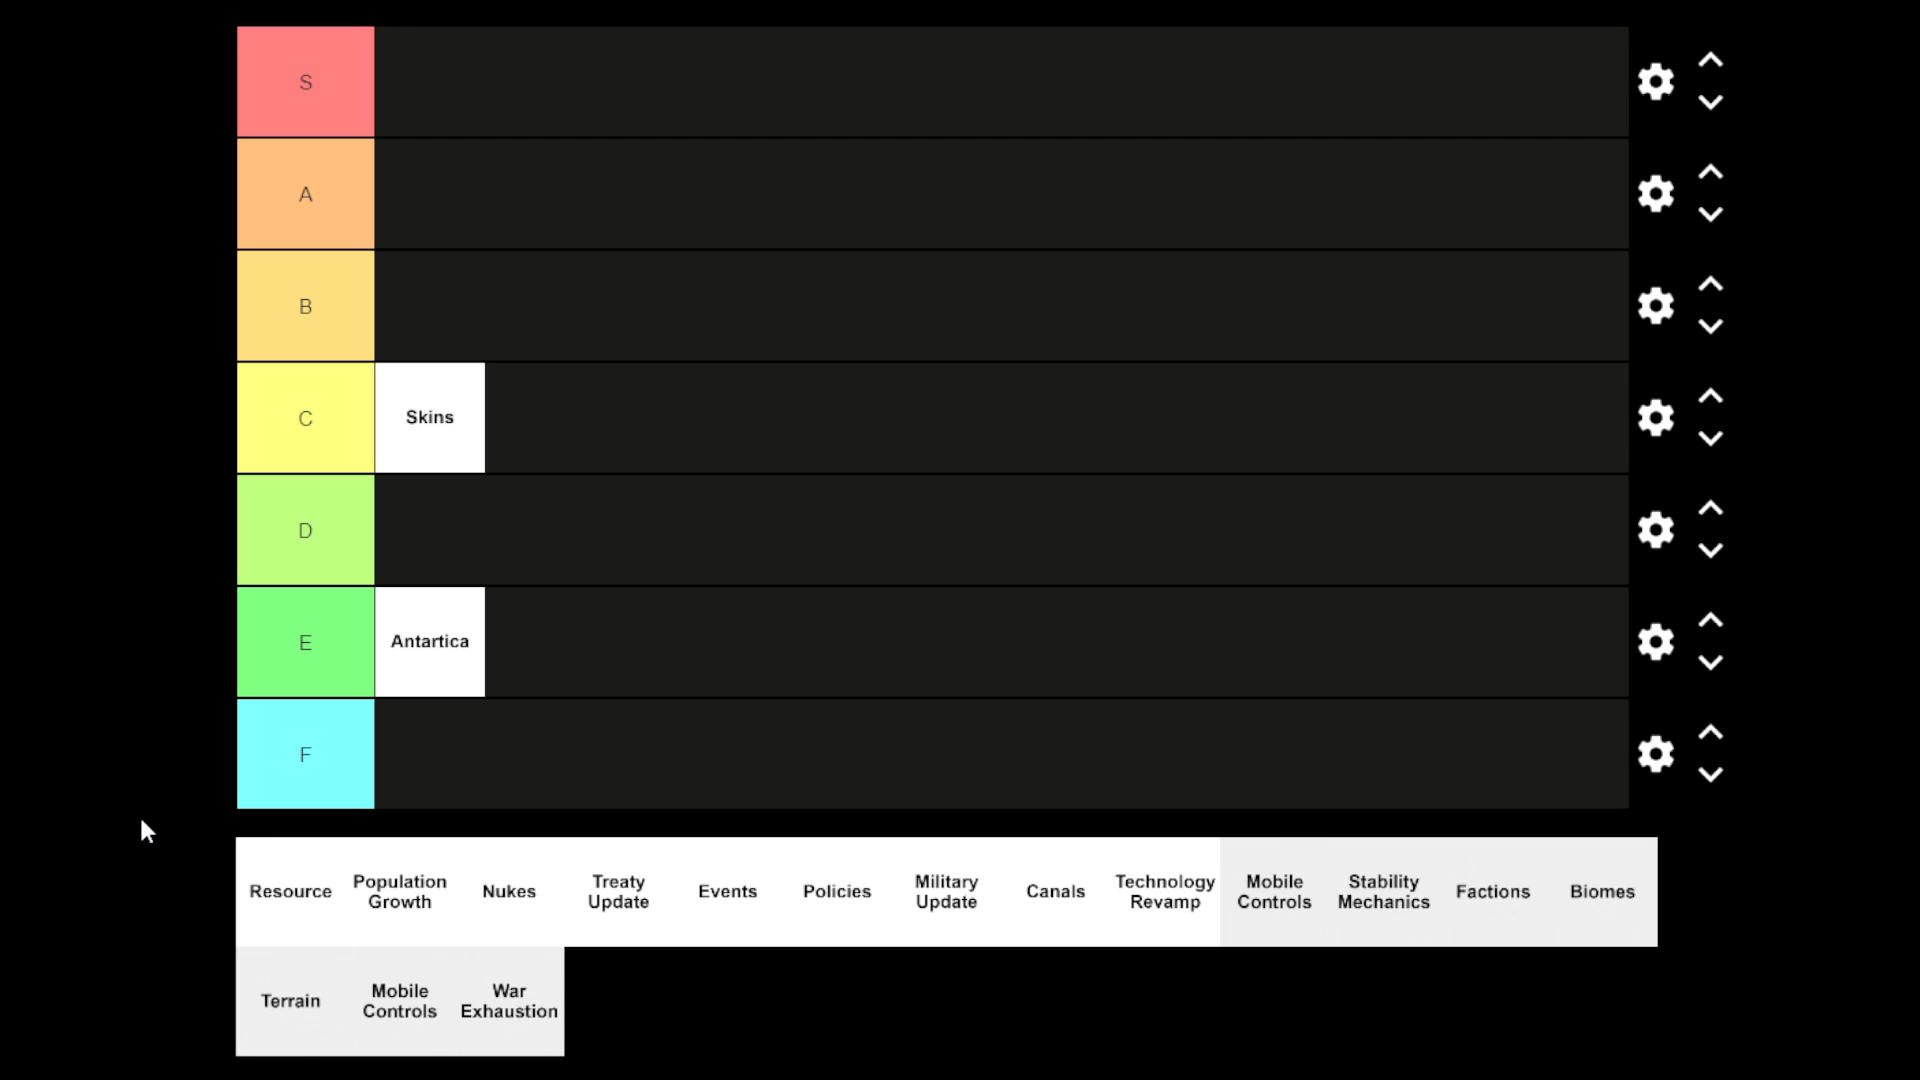 S
A
B
C
Skins
D
E
Antartica
F
Resource
Population
Growth
Nukes
Treaty
Update
Events
Policies
Military
Update
Canals
Technology
Revamp
Mobile
Controls
Stability
Mechanics
Factions
Biomes
Terrain
Mobile
Controls
War
Exhaustion